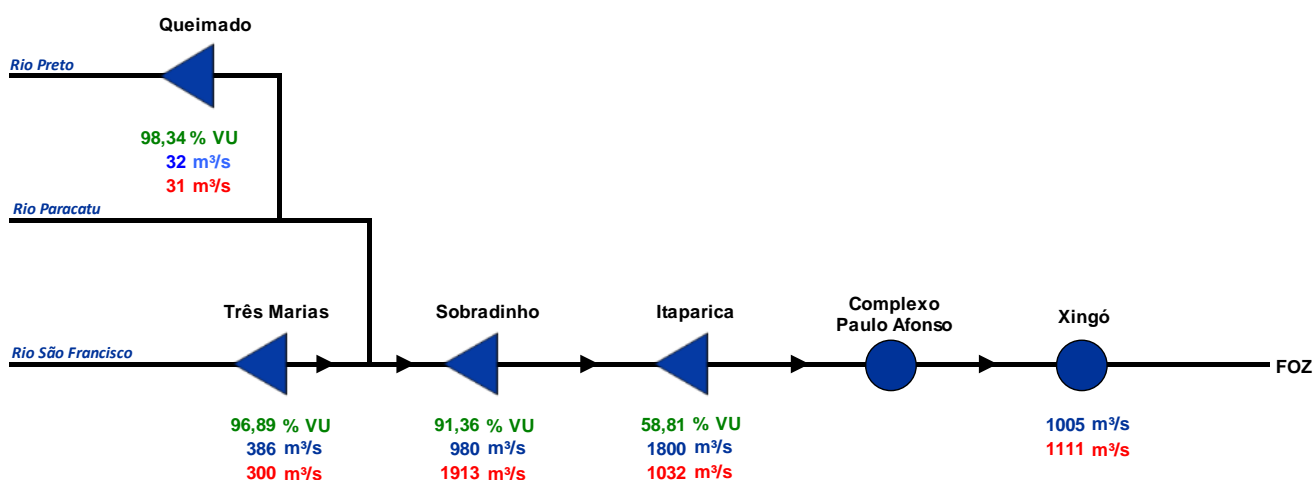 Queimado
Rio Preto
98,34 % VU
32 m³/s
31 m³/s
Rio Paracatu
Três Marias
Sobradinho
Itaparica
Complexo
Paulo Afonso
Xingó
Rio São Francisco
FOZ
96,89 % VU
386 m³/s
300 m³/s
91,36 % VU
980 m³/s
1913 m³/s
58,81 % VU
1800 m³/s
1032 m³/s
1005 m³/s
1111 m³/s